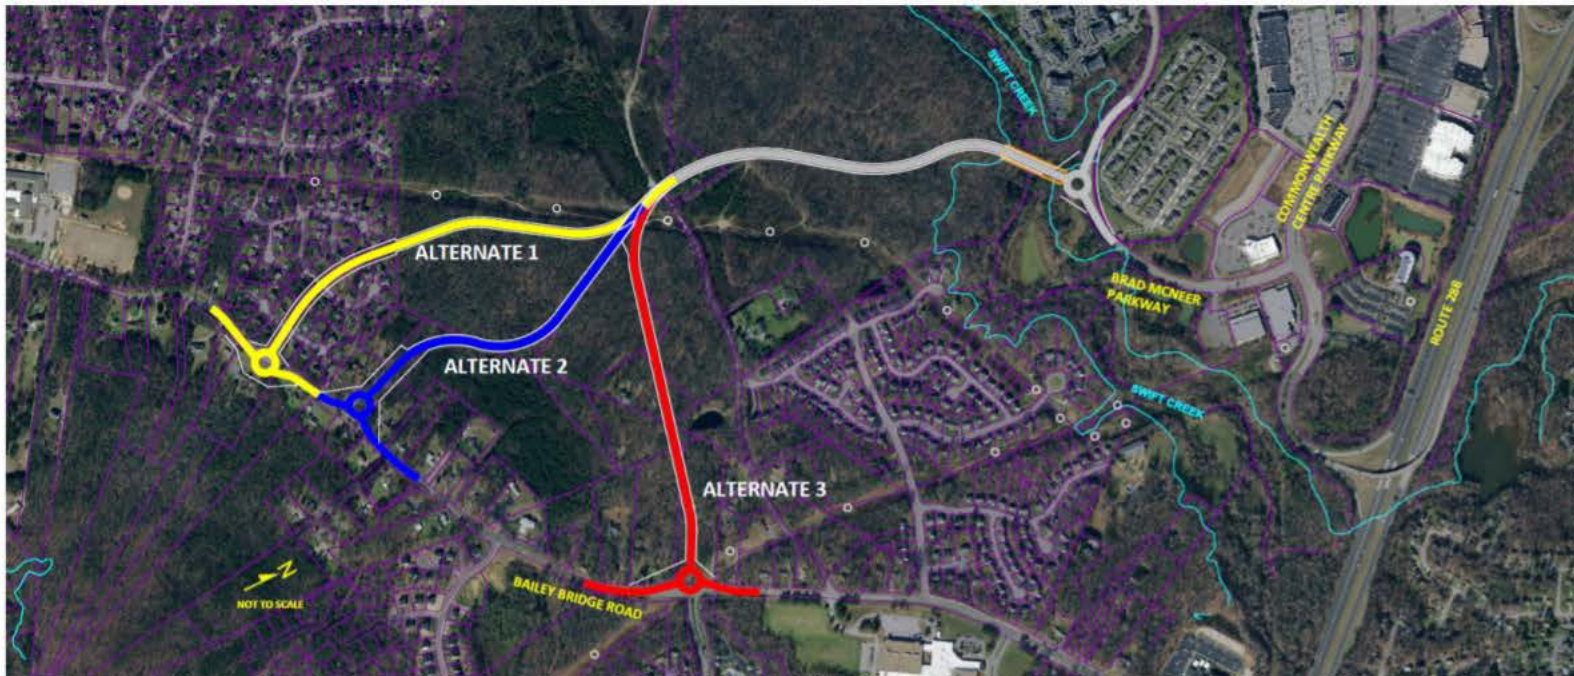 SWIFT CREEK
COMMONWEALTH
CENTRE PARKWAY
ALTERNATE 1
BRAD MCNEER
PARKWAY
ROUTE 288
ALTERNATE 2
SWIFT CREEK
ALTERNATE 3
N
NOT TO SCALE
BAILEY BRIDGE ROAD